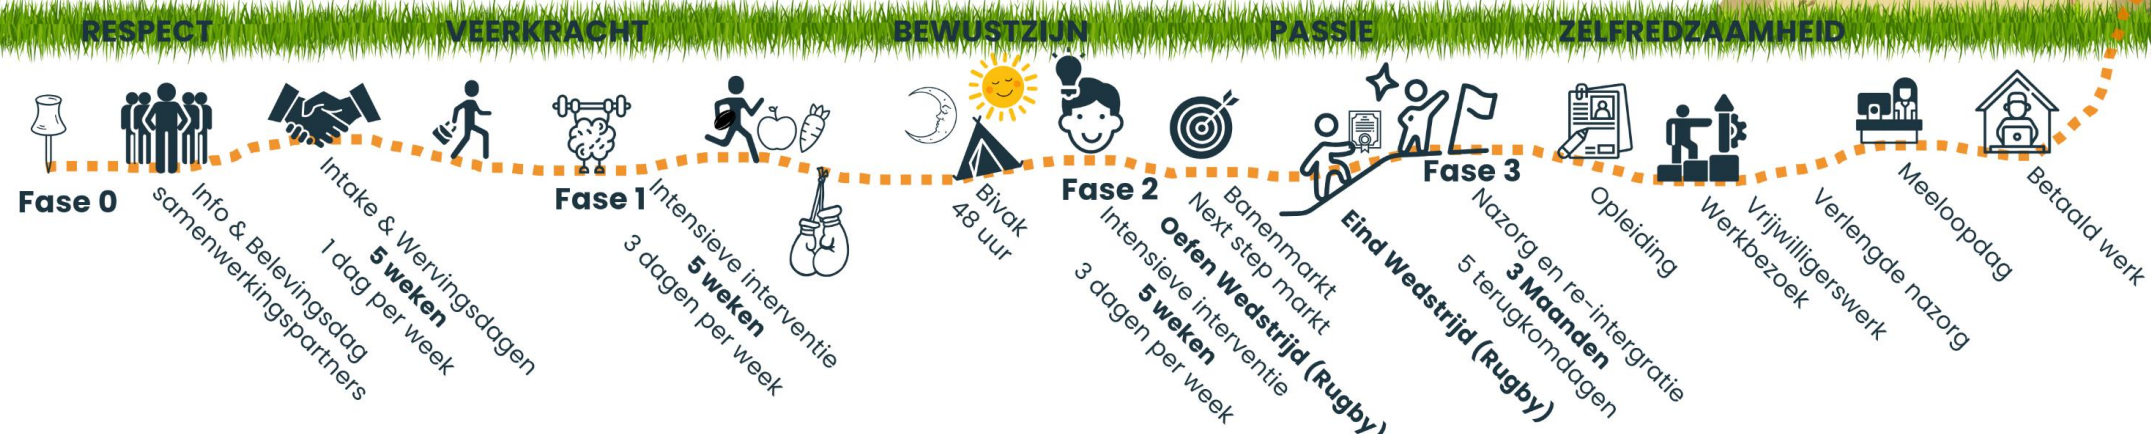 RESPECT
VEERKRACHT
BEWUSTZIJN
PASSIE
ZELFREDZAAMHEID
Fase 0
Info & Belevingsdag
samenwerkingspartners
Intake & Wervingsdagen
5 weken
1 dag per week
Fase 1
Intensieve interventie
5 weken
3 dagen per week
Bivak
48 uur
Fase 2
Intensieve interventie
5 weken
3 dagen per week
Banenmarkt
Next step markt
Oefen Wedstrijd (Rugby)
Eind Wedstrijd (Rugby)
Fase 3
Nazorg en re-intergratie
3 Maanden
5 terugkomdagen
Opleiding
Vrijwilligerswerk
Werkbezoek
Verlengde nazorg
Meeloopdag
Betaald werk